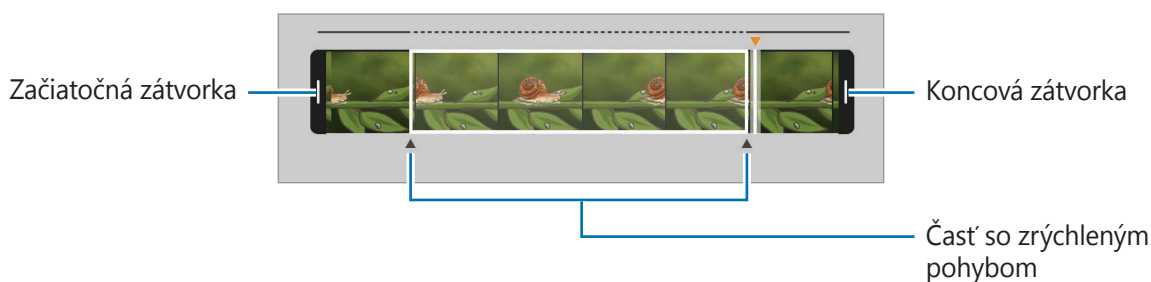 Začiatočná zátvorka
Koncová zátvorka
Časť so zrýchleným
pohybom